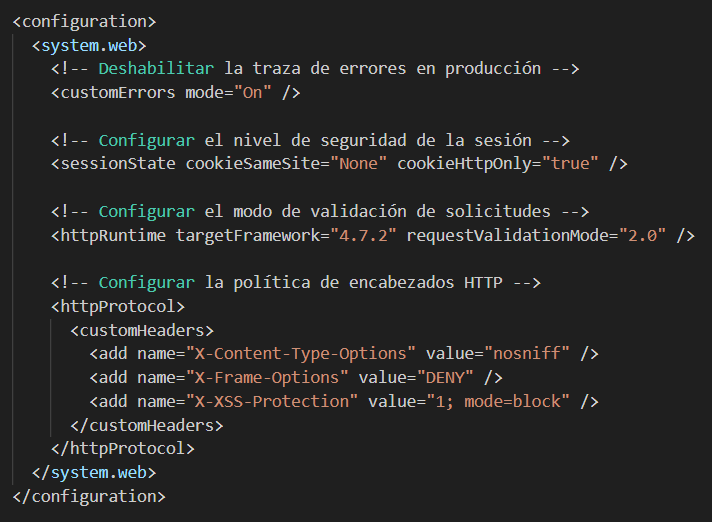 <configuration>
<system.web>
<!-- Deshabilitar la traza de errores en producción -->
<customErrors mode="On" />
<!-- Configurar el nivel de seguridad de la sesión -->
<sessionState cookieSameSite="None" cookieHttpOnly="true" />
<!-- Configurar el modo de validación de solicitudes -->
<httpRuntime targetFramework="4.7.2" requestValidationMode="2.0" />
<!-- Configurar la política de encabezados HTTP -->
<httpProtocol>
<customHeaders>
<add name="X-Content-Type-Options" value="nosniff" />
<add name="X-Frame-Options" value="DENY" />
<add name="X-XSS-Protection" value="1; mode=block" />
</customHeaders>
</httpProtocol>
</system.web>
</configuration>